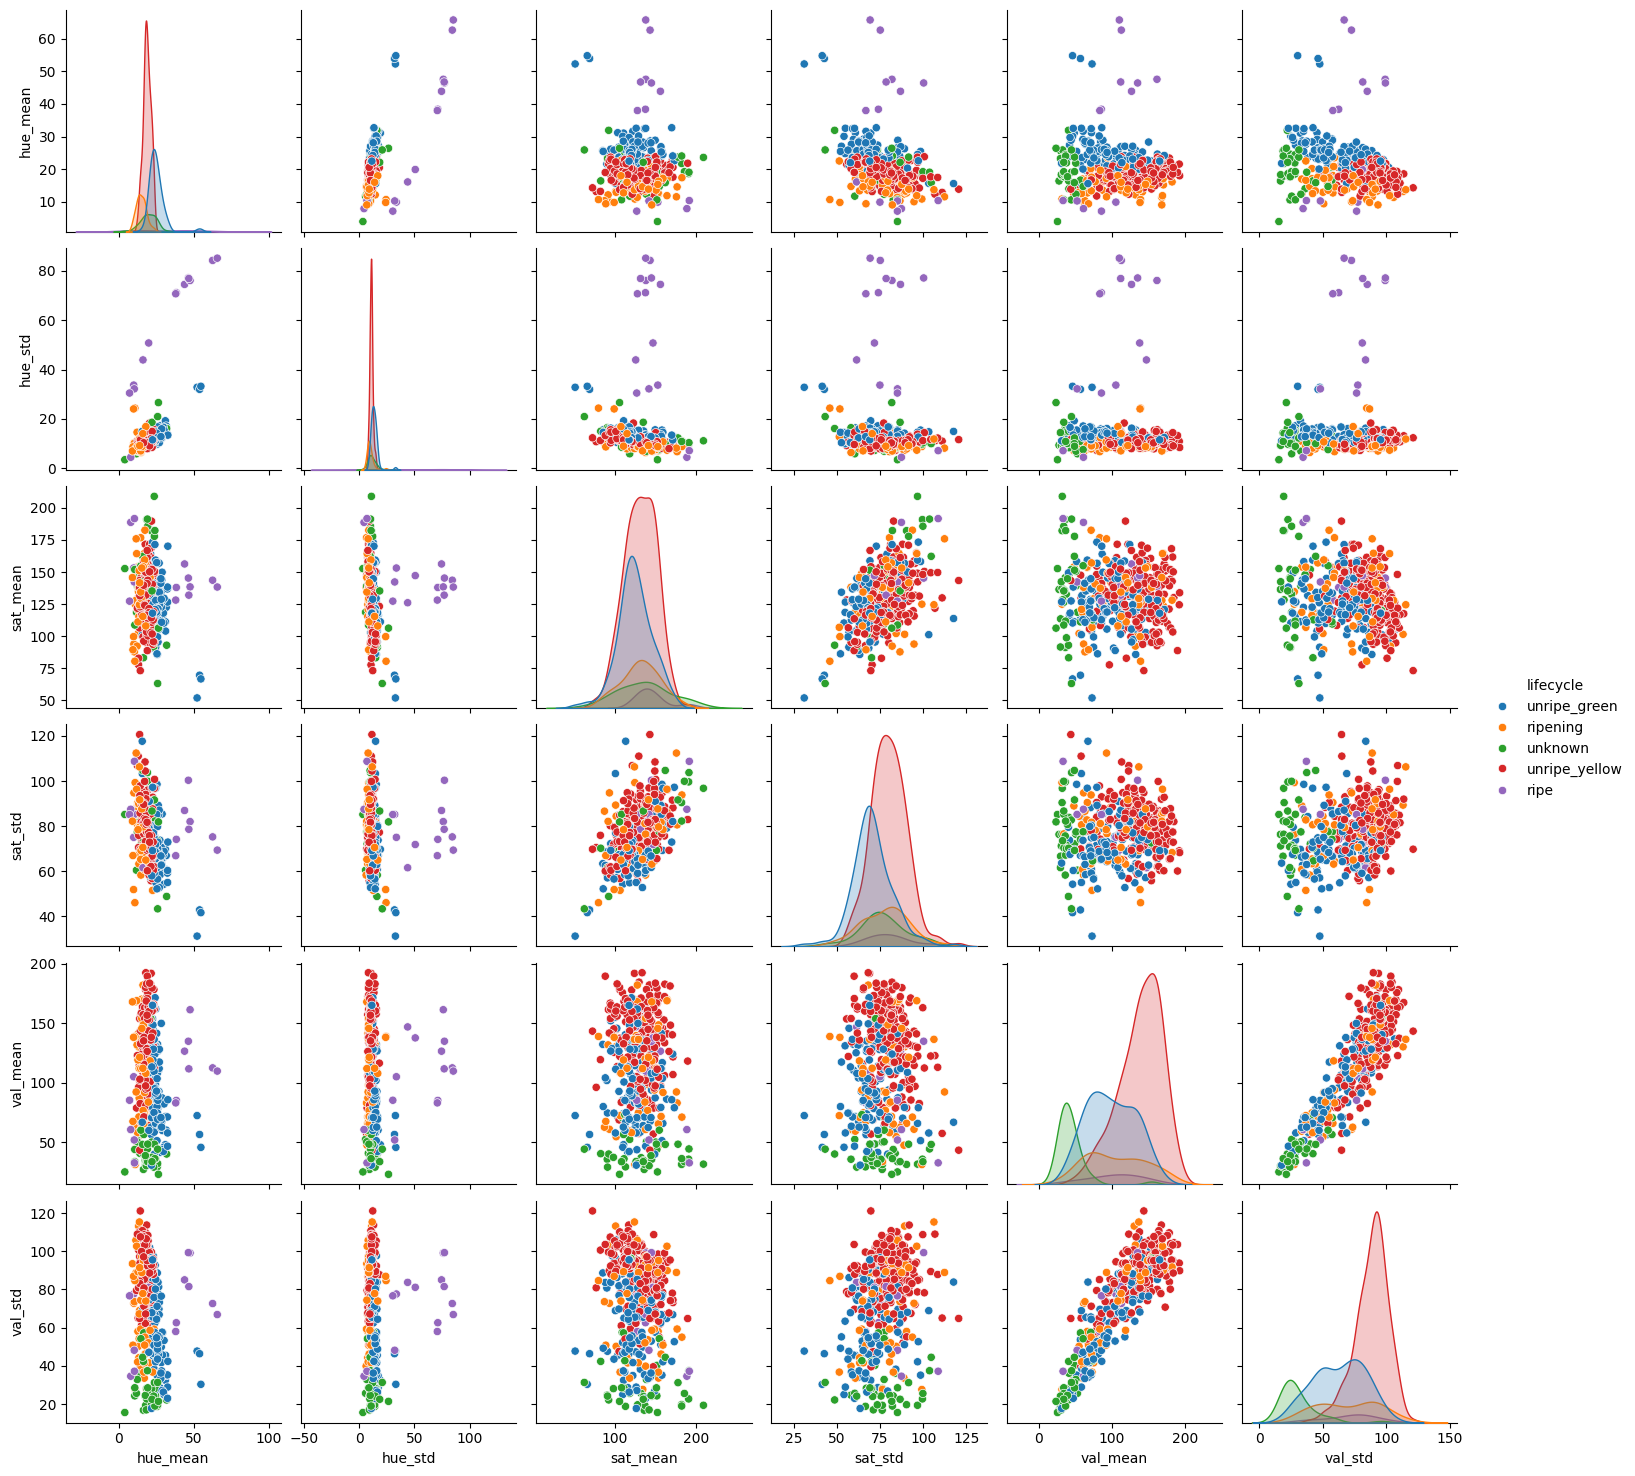 60
50
40
30
20
10
hue_mean
80
60
40
20
0
hue_std
200
175
150
125
100
75
50
sat_mean
lifecycle
unripe_green
ripening
unknown
unripe_yellow
ripe
120
100
80
60
40
sat_std
200
150
100
50
val_mean
120
100
80
60
40
20
val_std
0 50 100
−50 0 50 100
100 200
25 50 75 100 125
0 100 200
0 50 100 150
hue_mean hue_std sat_mean sat_std val_mean val_std